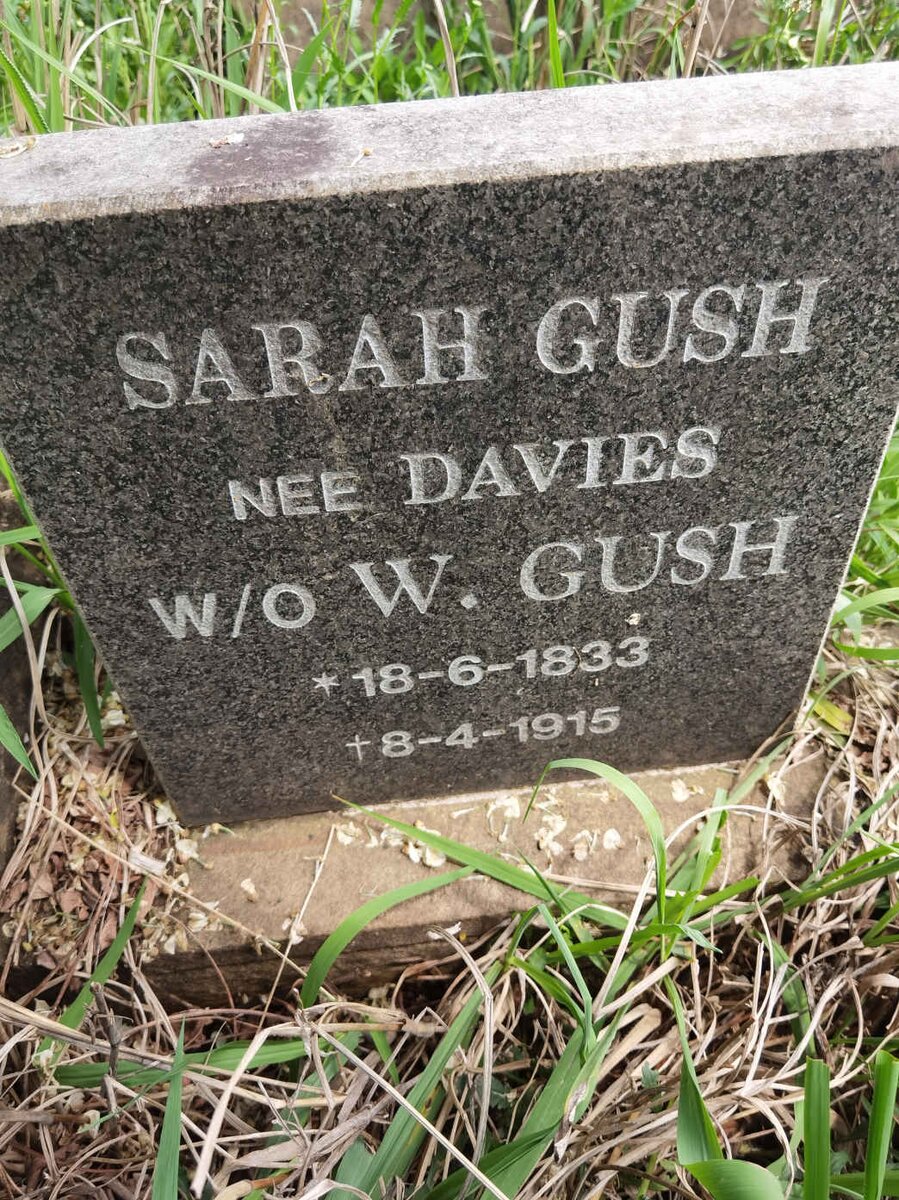 SARAH GUSH
NEE DAVIES
W/O W. GUSH
*18-6-1833
†8-4-1915